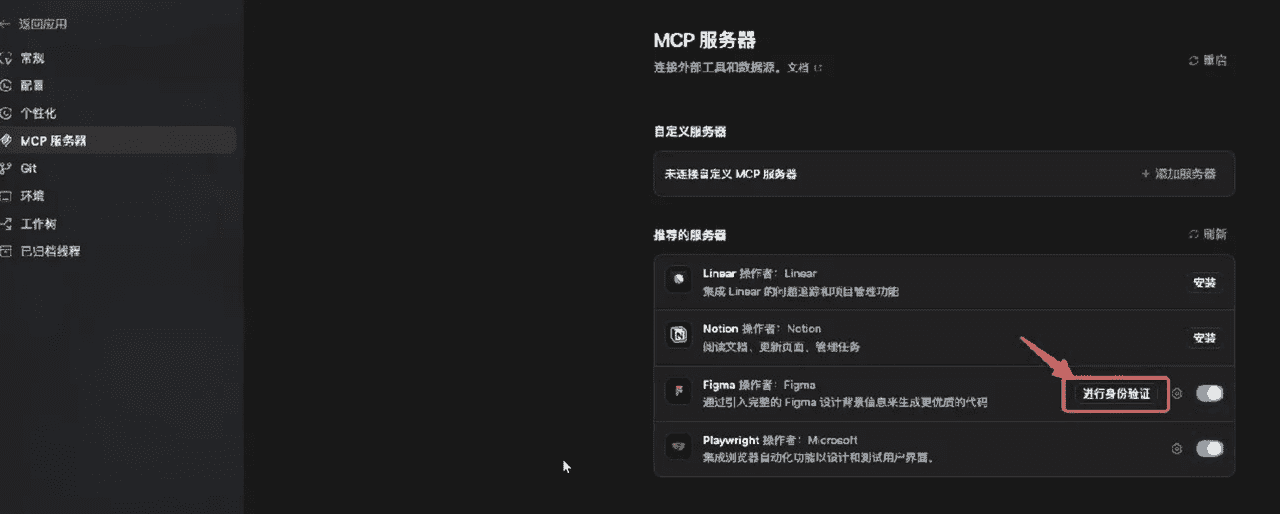 返回应用
常规
配置
个性化
MCP 服务器
Git
环境
工作树
已归档线程
MCP 服务器
连接外部工具和数据源。文档
重启
自定义服务器
未连接自定义 MCP 服务器
+ 添加服务器
推荐的服务器
刷新
Linear 操作者：Linear
集成 Linear 的问题追踪和项目管理功能
安装
Notion 操作者：Notion
阅读文档、更新页面、管理任务
安装
Figma 操作者：Figma
通过引入完整的 Figma 设计背景信息来生成更优质的代码
进行身份验证
Playwright 操作者：Microsoft
集成浏览器自动化功能以设计和测试用户界面。